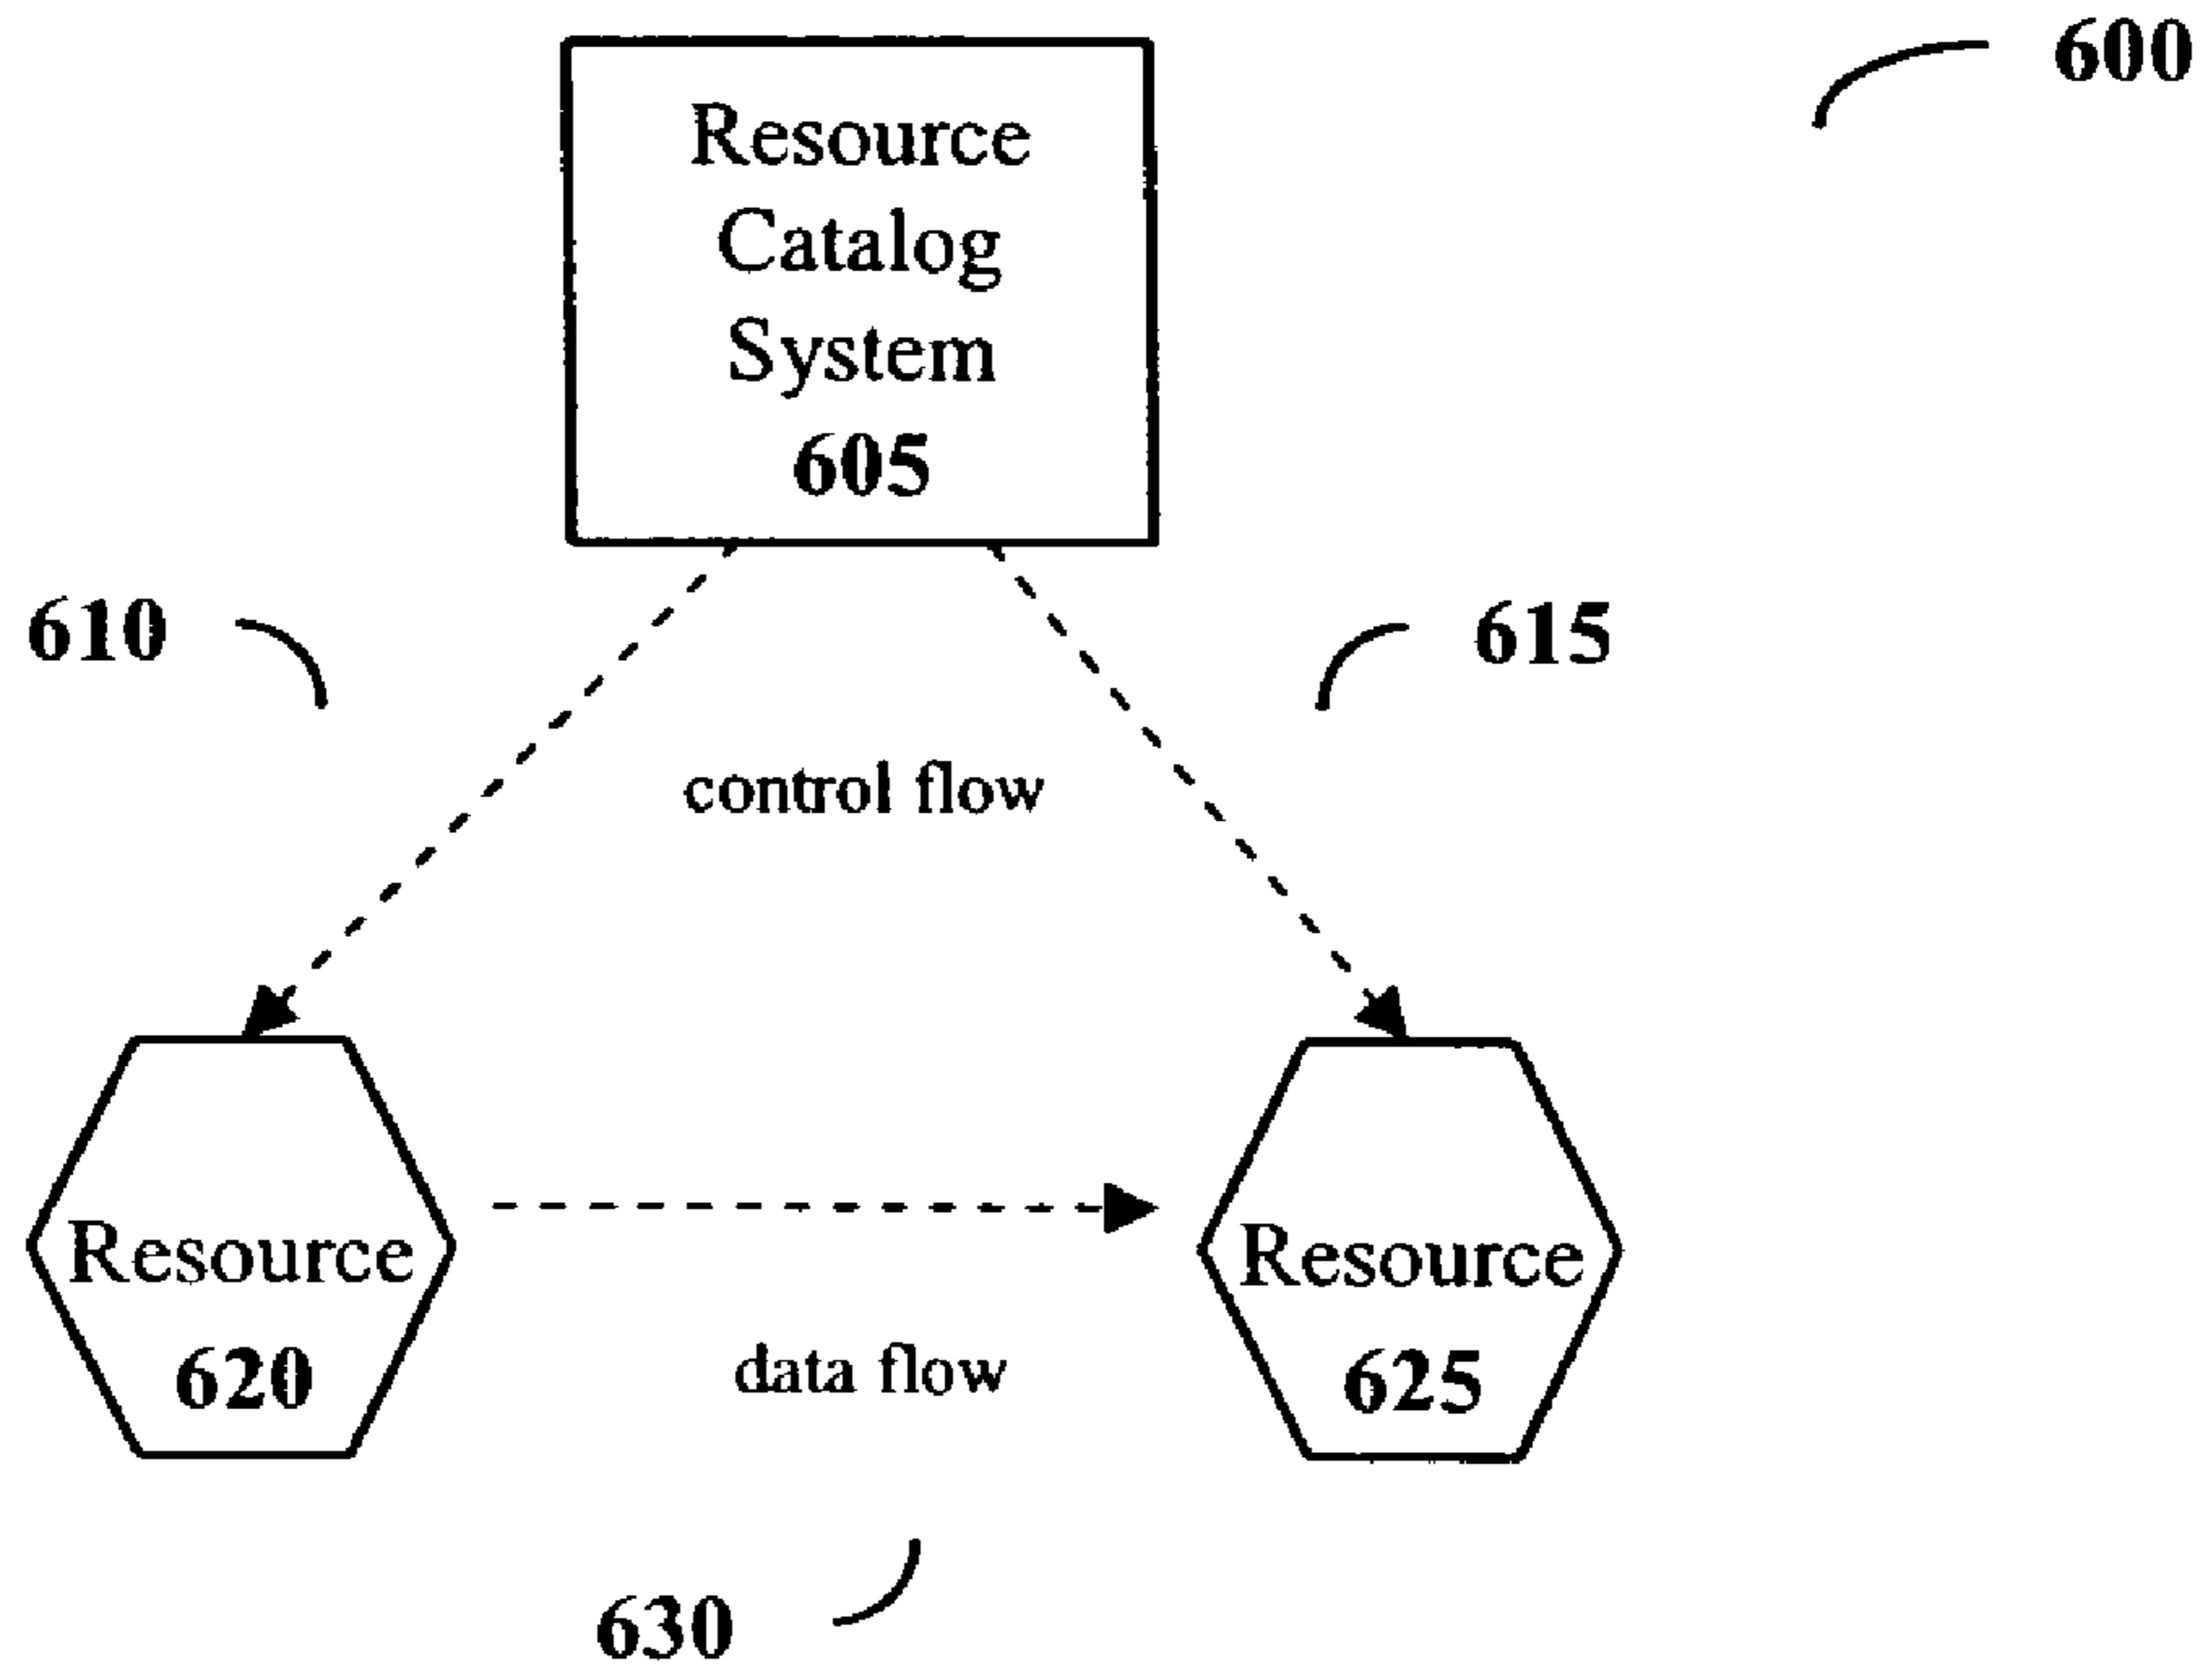 600
Resource
Catalog
System
605
610
615
control flow
Resource
620
data flow
Resource
625
630